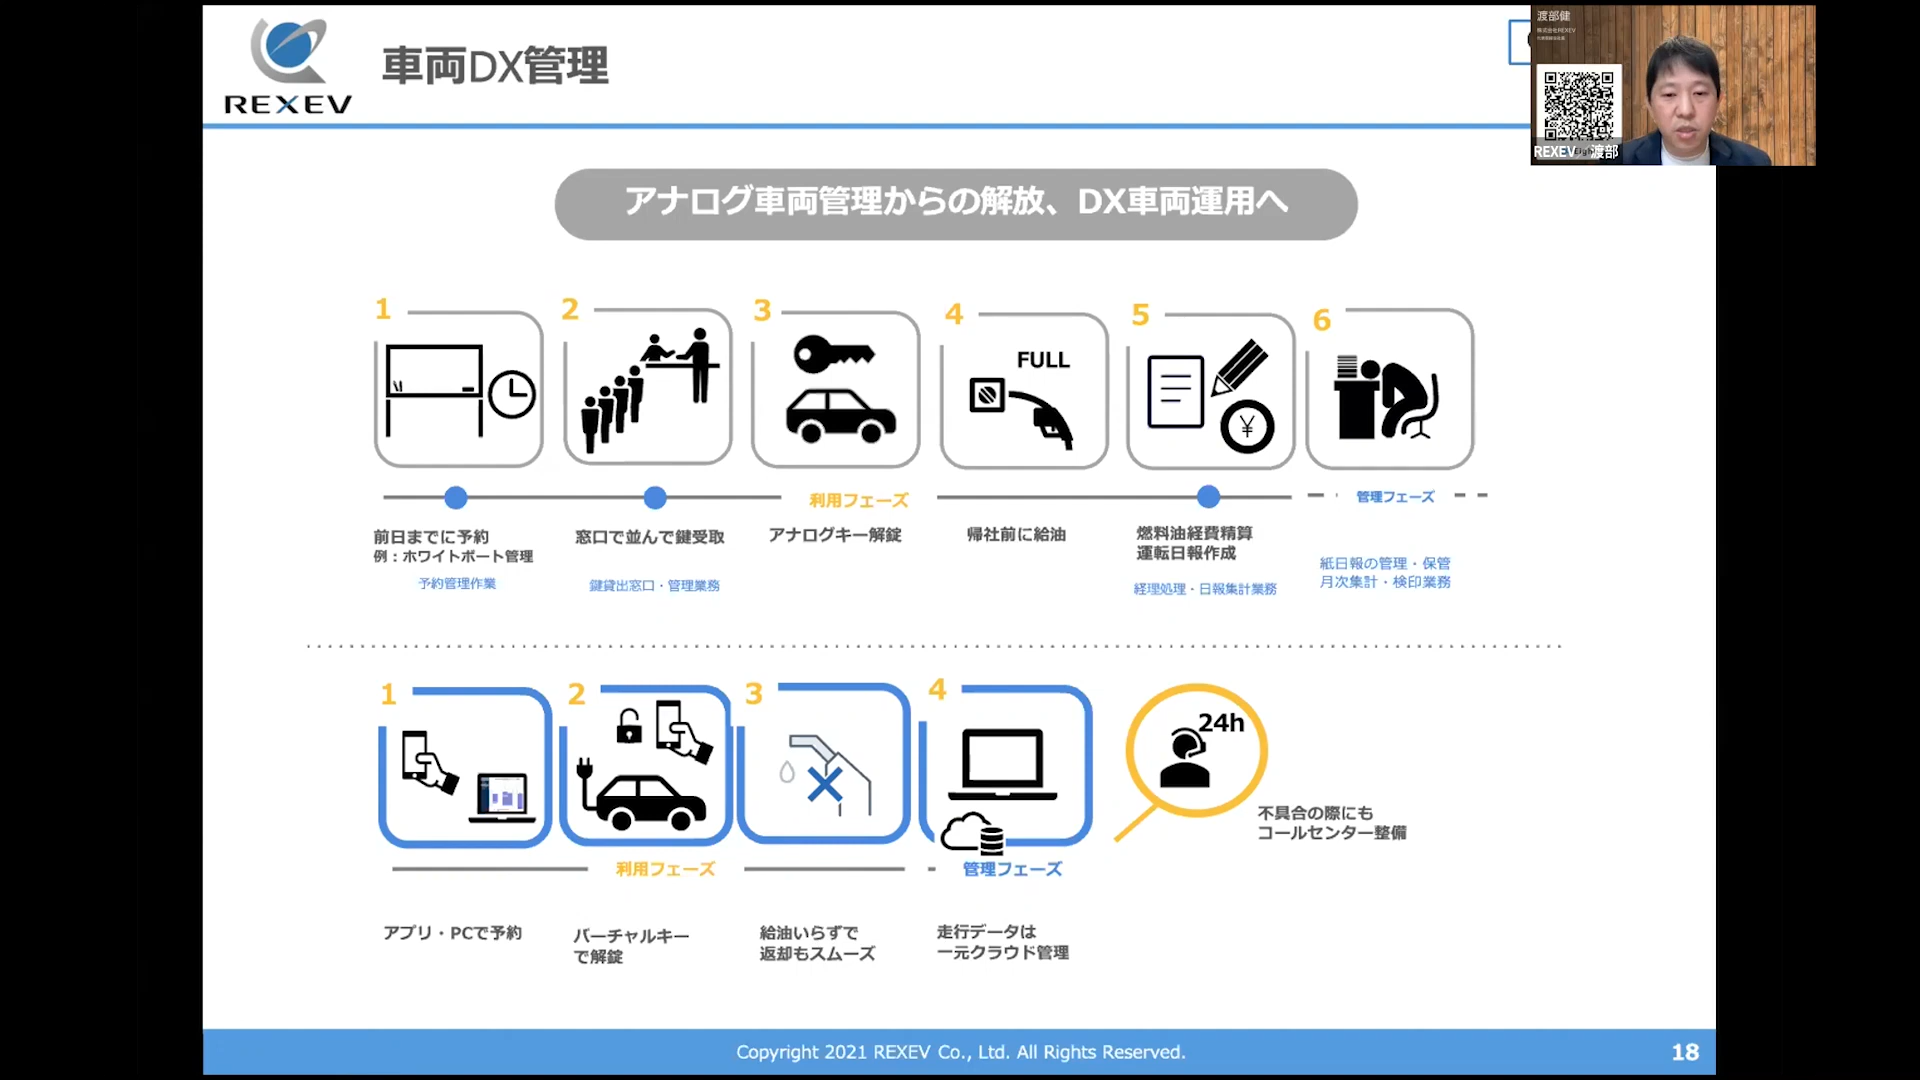 REXEV
車両DX管理
渡部健
株式会社REXEV
REXEV 渡部
アナログ車両管理からの解放、DX車両運用へ
1
2
3
4
5
6
FULL
¥
利用フェーズ
管理フェーズ
前日までに予約
例：ホワイトボート管理
予約管理作業
窓口で並んで鍵受取
鍵貸出窓口・管理業務
アナログキー解錠
帰社前に給油
燃料油経費精算
運転日報作成
経理処理・日報集計業務
紙日報の管理・保管
月次集計・検印業務
1
2
3
4
24h
不具合の際にも
コールセンター整備
利用フェーズ
管理フェーズ
アプリ・PCで予約
バーチャルキー
で解錠
給油いらずで
返却もスムーズ
走行データは
一元クラウド管理
Copyright 2021 REXEV Co., Ltd. All Rights Reserved.
18